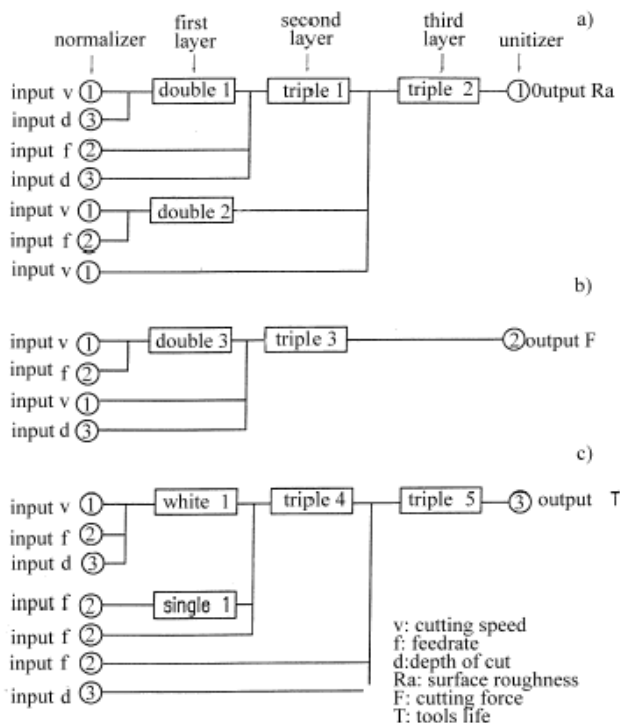 a)
first layer
second layer
third layer
normalizer
unitizer
input v ① double 1 triple 1 triple 2 ① Output Ra
input d ③
input f ②
input d ③
input v ① double 2
input f ②
input v ①
b)
input v ① double 3 triple 3 ② output F
input f ②
input v ①
input d ③
c)
input v ① white 1 triple 4 triple 5 ③ output T
input f ②
input d ③
input f ② single 1
input f ②
input f ②
input d ③
v: cutting speed
f: feedrate
d:depth of cut
Ra: surface roughness
F: cutting force
T: tools life